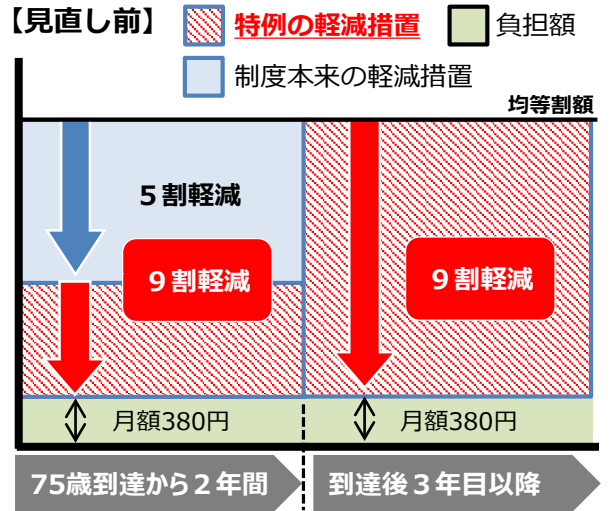 【見直し前】 特例の軽減措置 負担額
制度本来の軽減措置
均等割額
５割軽減
９割軽減 ９割軽減
月額380円 月額380円
75歳到達から２年間 到達後３年目以降